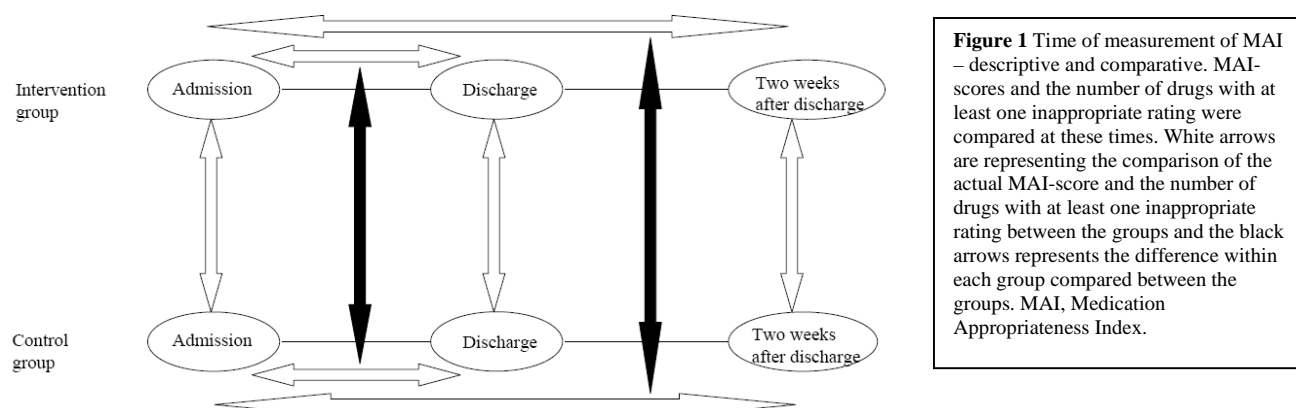 Intervention
group
Admission
Discharge
Two weeks
after discharge
Control
group
Admission
Discharge
Two weeks
after discharge
Figure 1 Time of measurement of MAI
– descriptive and comparative. MAI-
scores and the number of drugs with at
least one inappropriate rating were
compared at these times. White arrows
are representing the comparison of the
actual MAI-score and the number of
drugs with at least one inappropriate
rating between the groups and the black
arrows represents the difference within
each group compared between the
groups. MAI, Medication
Appropriateness Index.